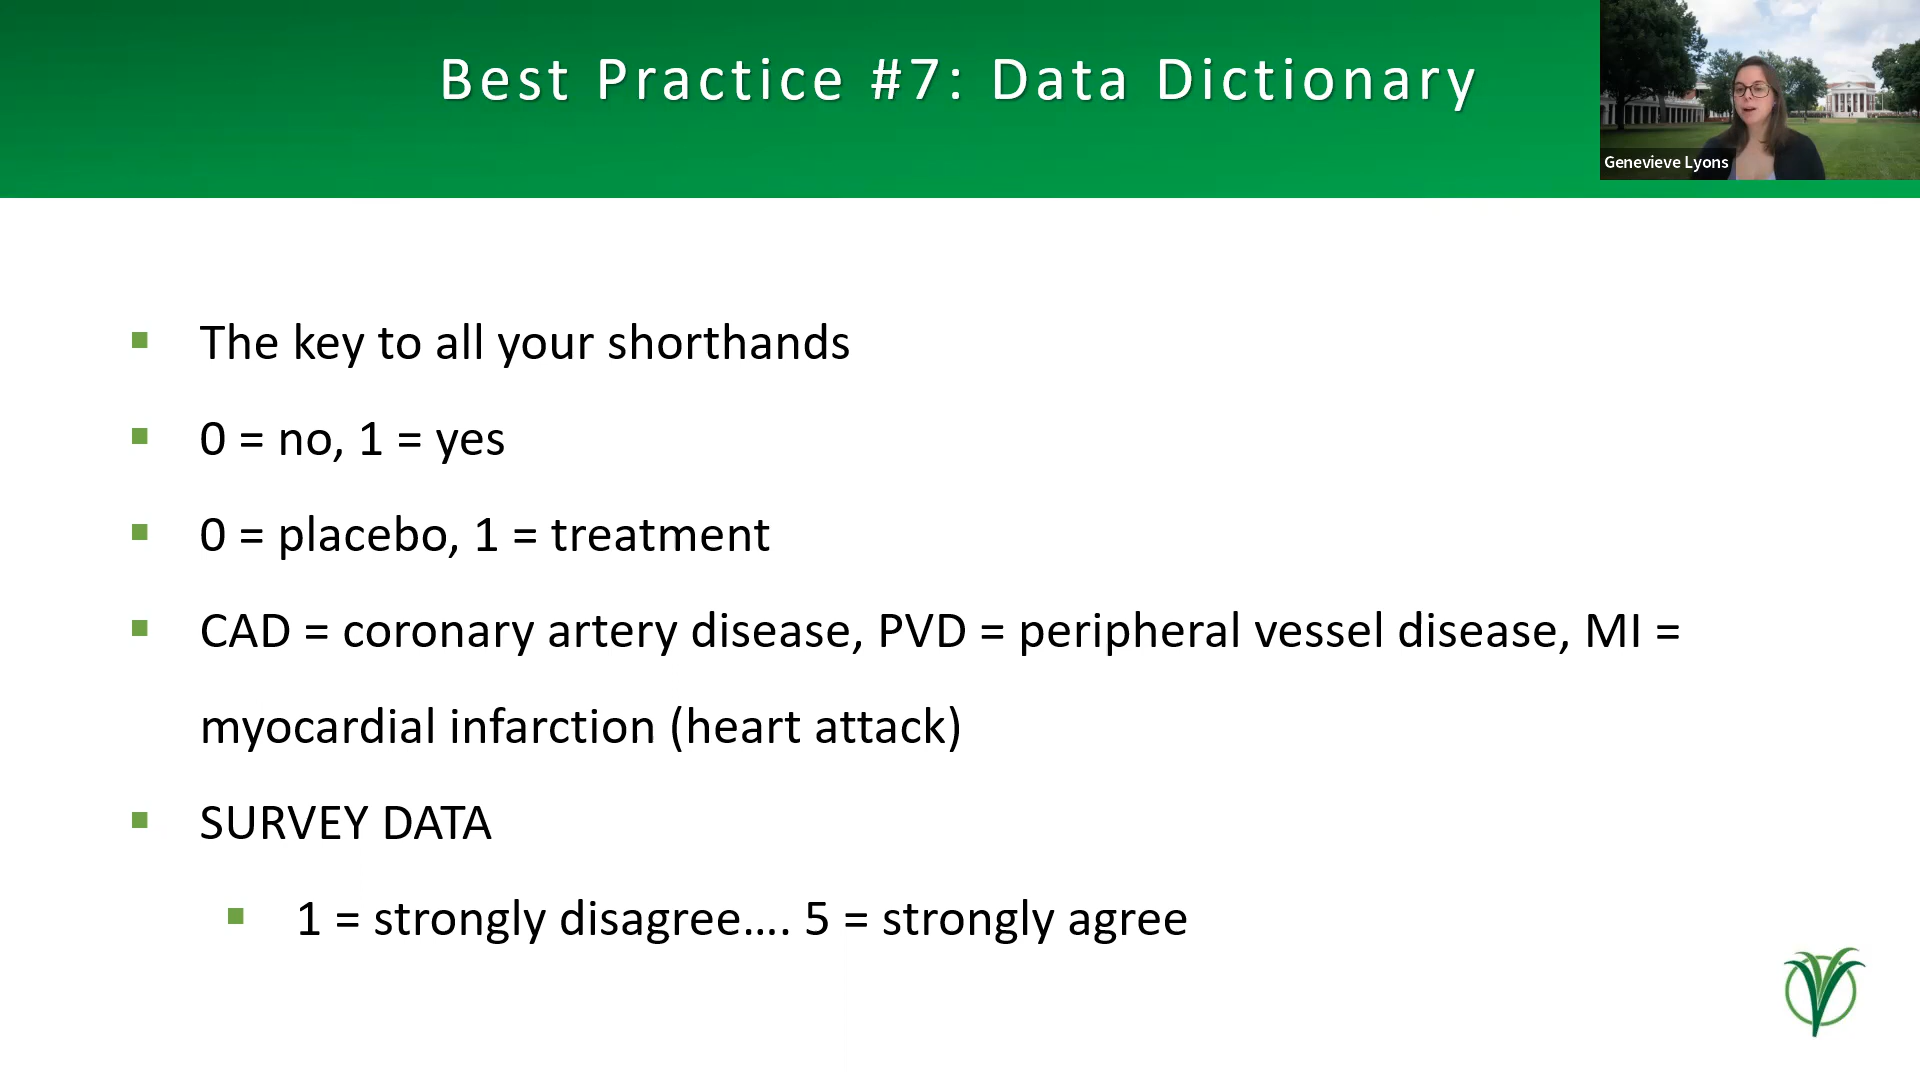 Best Practice #7: Data Dictionary
Genevieve Lyons
The key to all your shorthands
0 = no, 1 = yes
0 = placebo, 1 = treatment
CAD = coronary artery disease, PVD = peripheral vessel disease, MI =
myocardial infarction (heart attack)
SURVEY DATA
1 = strongly disagree.... 5 = strongly agree